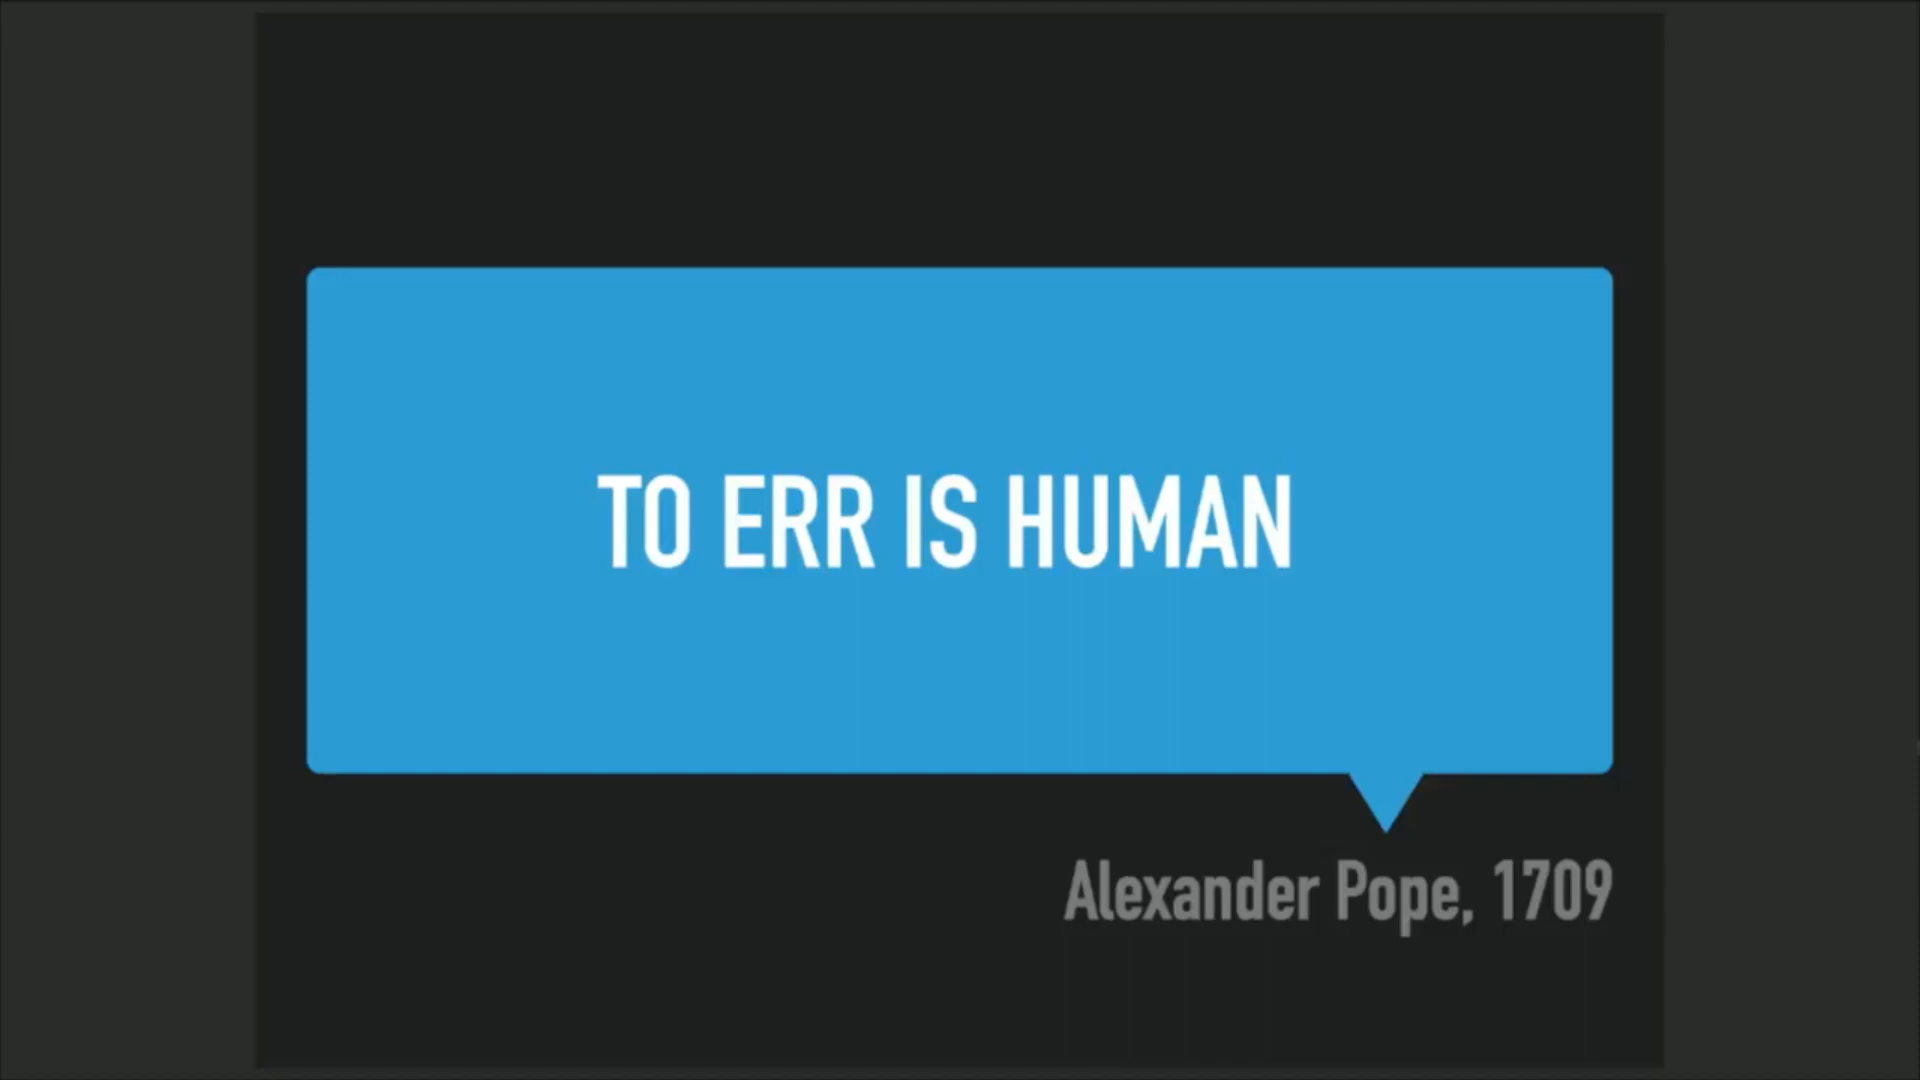 TO ERR IS HUMAN
Alexander Pope, 1709